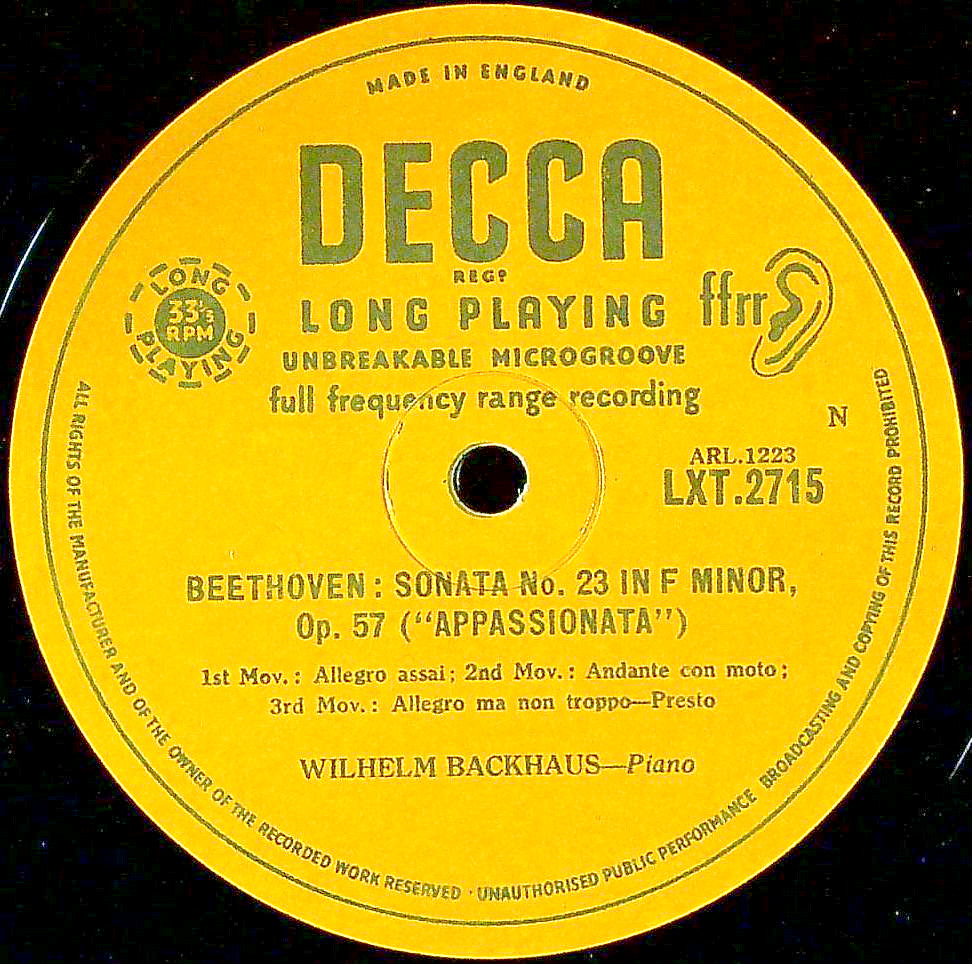 MADE IN ENGLAND
DECCA
REGD
LONG PLAYING
33⅓ RPM
LONG PLAYING
ffrr
UNBREAKABLE MICROGROOVE
full frequency range recording
N
ARL.1223
LXT.2715
BEETHOVEN : SONATA No. 23 IN F MINOR,
Op. 57 (“APPASSIONATA”)
1st Mov. : Allegro assai ; 2nd Mov. : Andante con moto ;
3rd Mov. : Allegro ma non troppo—Presto
WILHELM BACKHAUS—Piano
ALL RIGHTS OF THE MANUFACTURER AND OF THE OWNER OF THE RECORDED WORK RESERVED · UNAUTHORISED PUBLIC PERFORMANCE BROADCASTING AND COPYING OF THIS RECORD PROHIBITED